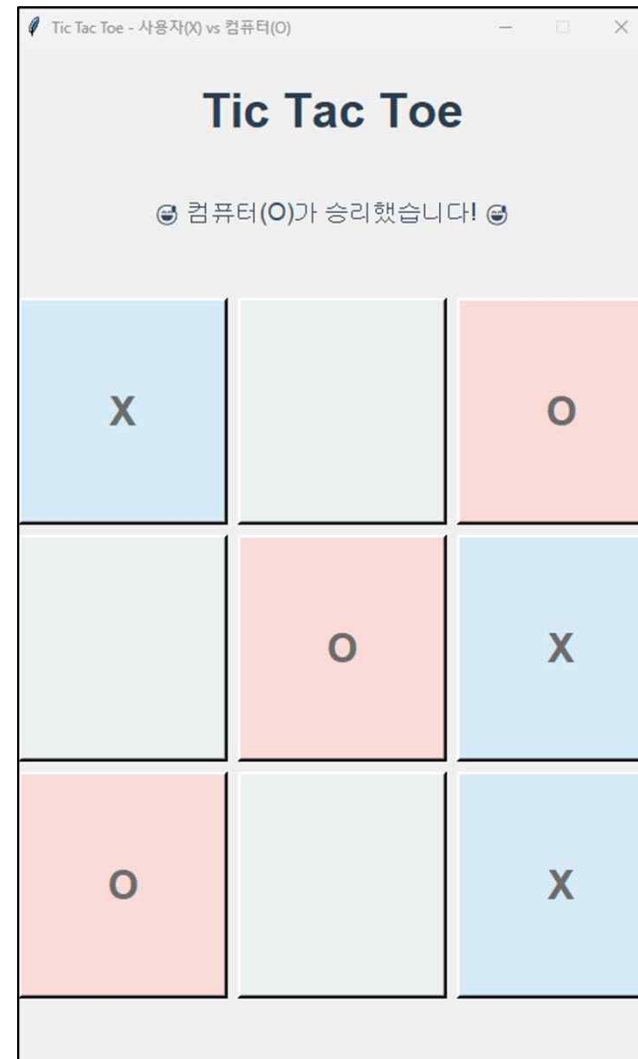 Tic Tac Toe - 사용자(X) vs 컴퓨터(O)
Tic Tac Toe
😅 컴퓨터(O)가 승리했습니다! 😅
X O
O X
O X